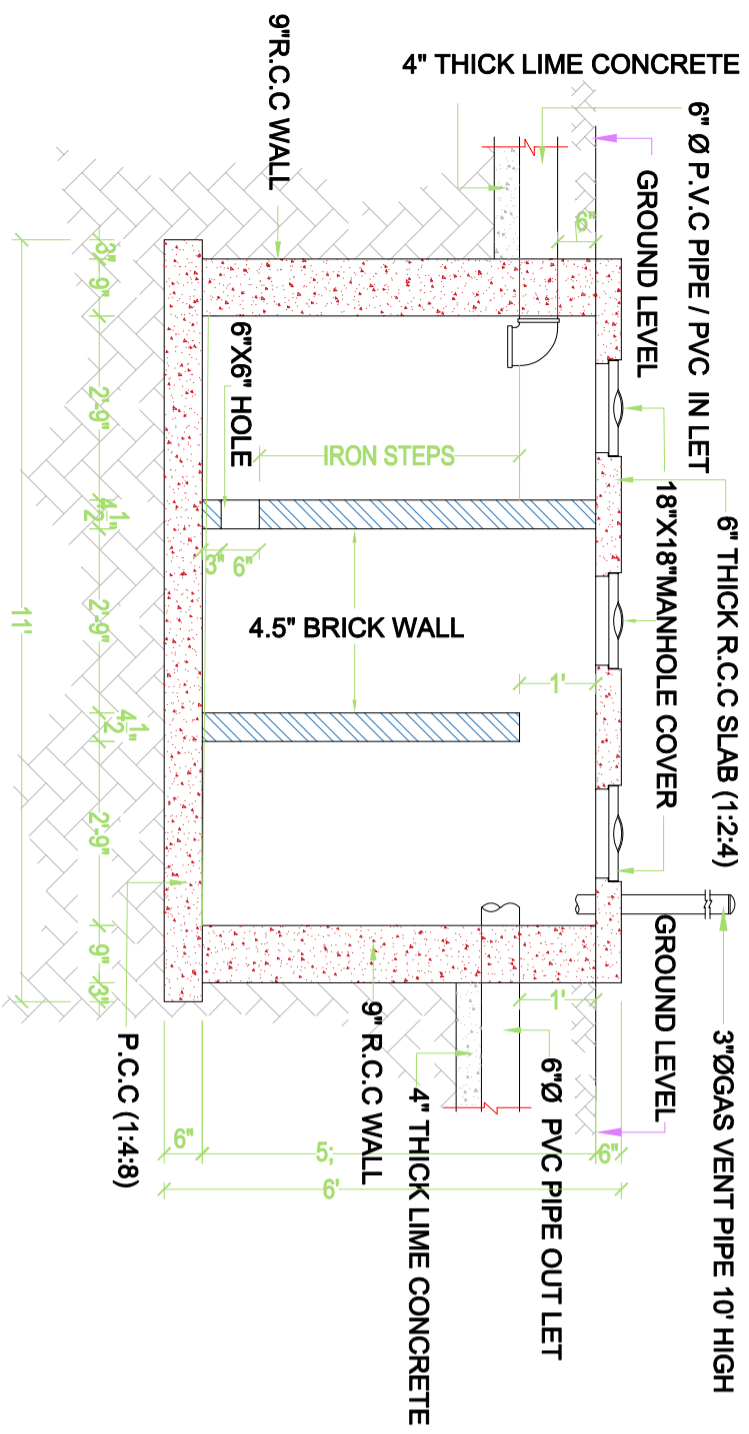 4" THICK LIME CONCRETE
6" Ø P.V.C PIPE / PVC IN LET
GROUND LEVEL
9"R.C.C WALL
6"
18"X18"MANHOLE COVER
6" THICK R.C.C SLAB (1:2:4)
GROUND LEVEL
3"ØGAS VENT PIPE 10' HIGH
6"X6" HOLE
IRON STEPS
3"
6"
4.5" BRICK WALL
1'
1'
6"Ø PVC PIPE OUT LET
4" THICK LIME CONCRETE
9" R.C.C WALL
P.C.C (1:4:8)
3"
9"
2'-9"
4 1/2"
2'-9"
4 1/2"
2'-9"
9"
3"
11'
6"
5;
6"
6'